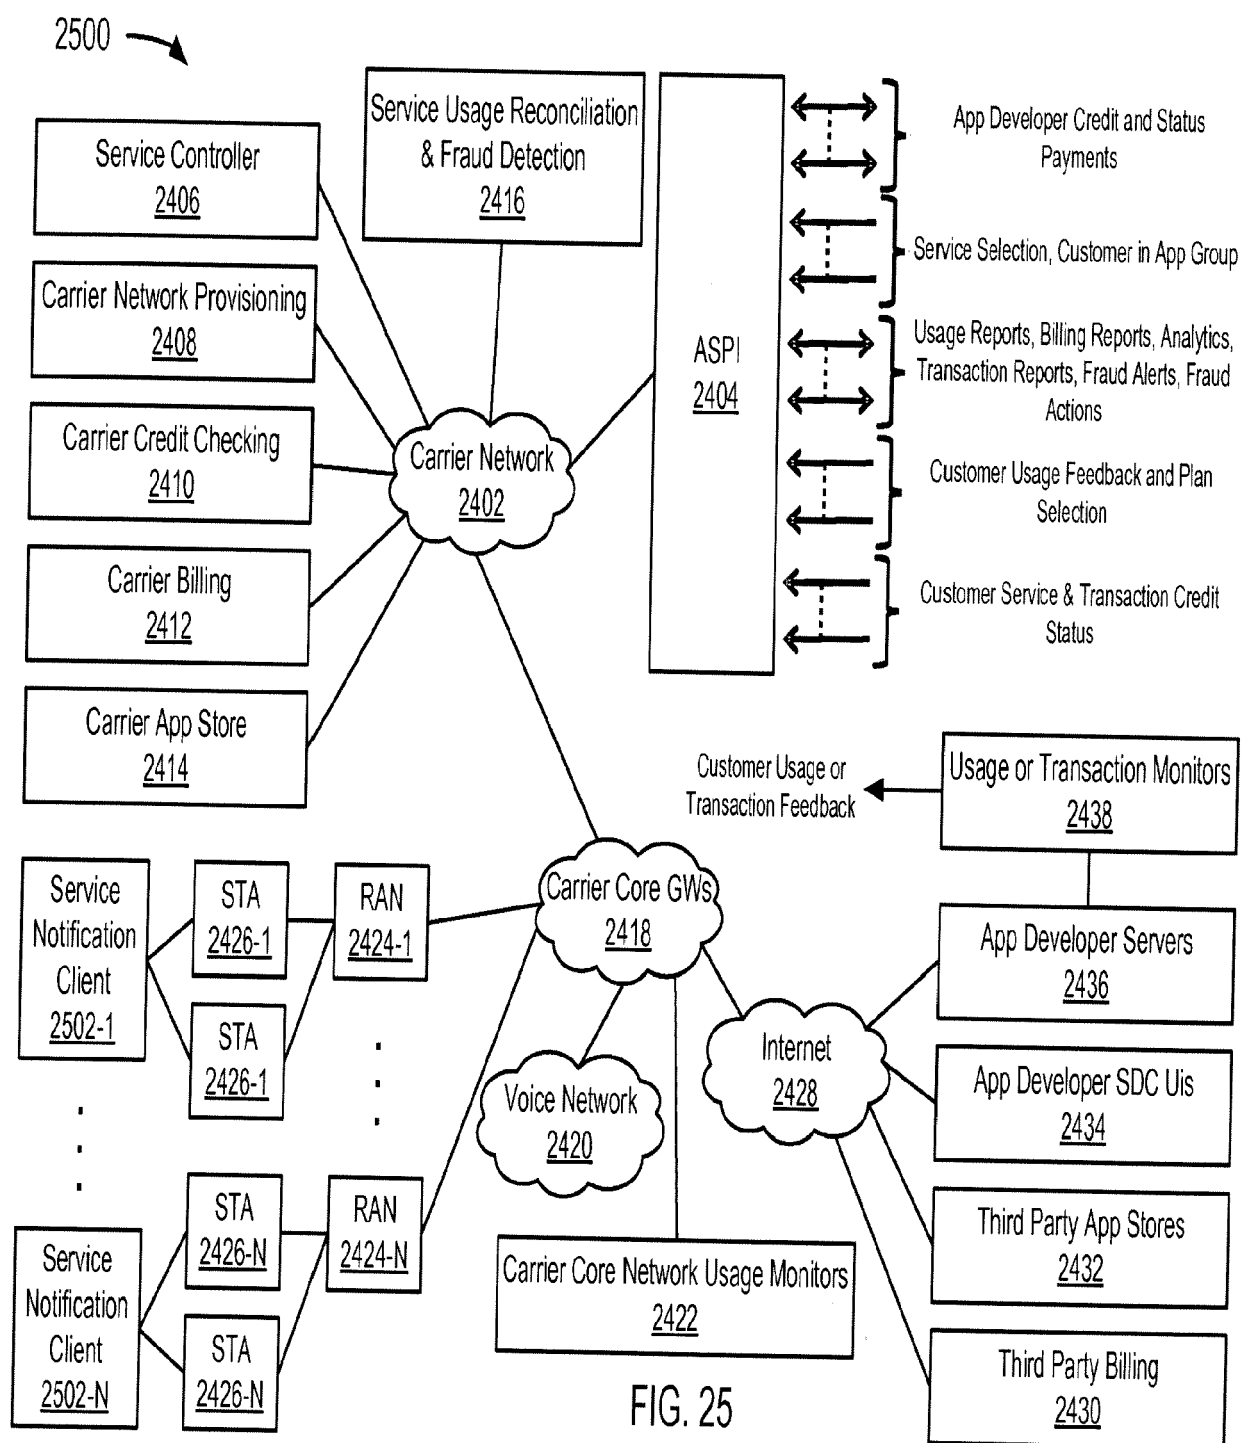 2500
Service Controller
2406
Carrier Network Provisioning
2408
Carrier Credit Checking
2410
Carrier Billing
2412
Carrier App Store
2414
Service Usage Reconciliation
& Fraud Detection
2416
Carrier Network
2402
ASPI
2404
App Developer Credit and Status
Payments
Service Selection, Customer in App Group
Usage Reports, Billing Reports, Analytics,
Transaction Reports, Fraud Alerts, Fraud
Actions
Customer Usage Feedback and Plan
Selection
Customer Service & Transaction Credit
Status
Customer Usage or
Transaction Feedback
Usage or Transaction Monitors
2438
Service
Notification
Client
2502-1
STA
2426-1
STA
2426-1
RAN
2424-1
Carrier Core GWs
2418
Voice Network
2420
Internet
2428
App Developer Servers
2436
App Developer SDC Uis
2434
Third Party App Stores
2432
Third Party Billing
2430
Service
Notification
Client
2502-N
STA
2426-N
STA
2426-N
RAN
2424-N
Carrier Core Network Usage Monitors
2422
FIG. 25